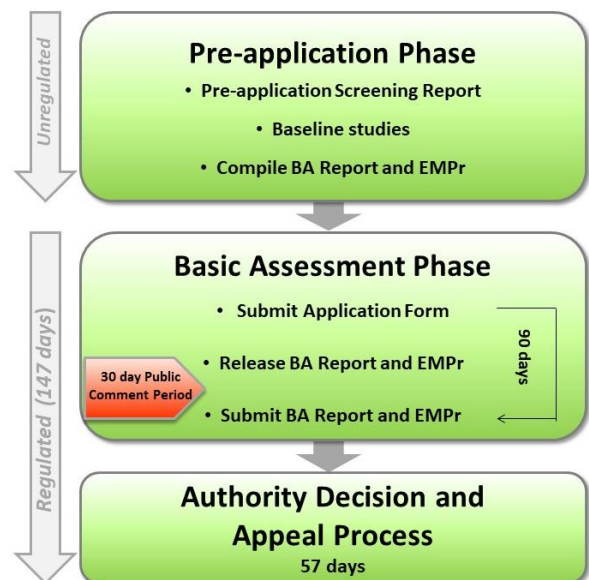 Unregulated
Pre-application Phase
• Pre-application Screening Report
• Baseline studies
• Compile BA Report and EMPr
Regulated (147 days)
Basic Assessment Phase
• Submit Application Form
90 days
30 day Public
Comment Period
• Release BA Report and EMPr
• Submit BA Report and EMPr
Authority Decision and
Appeal Process
57 days